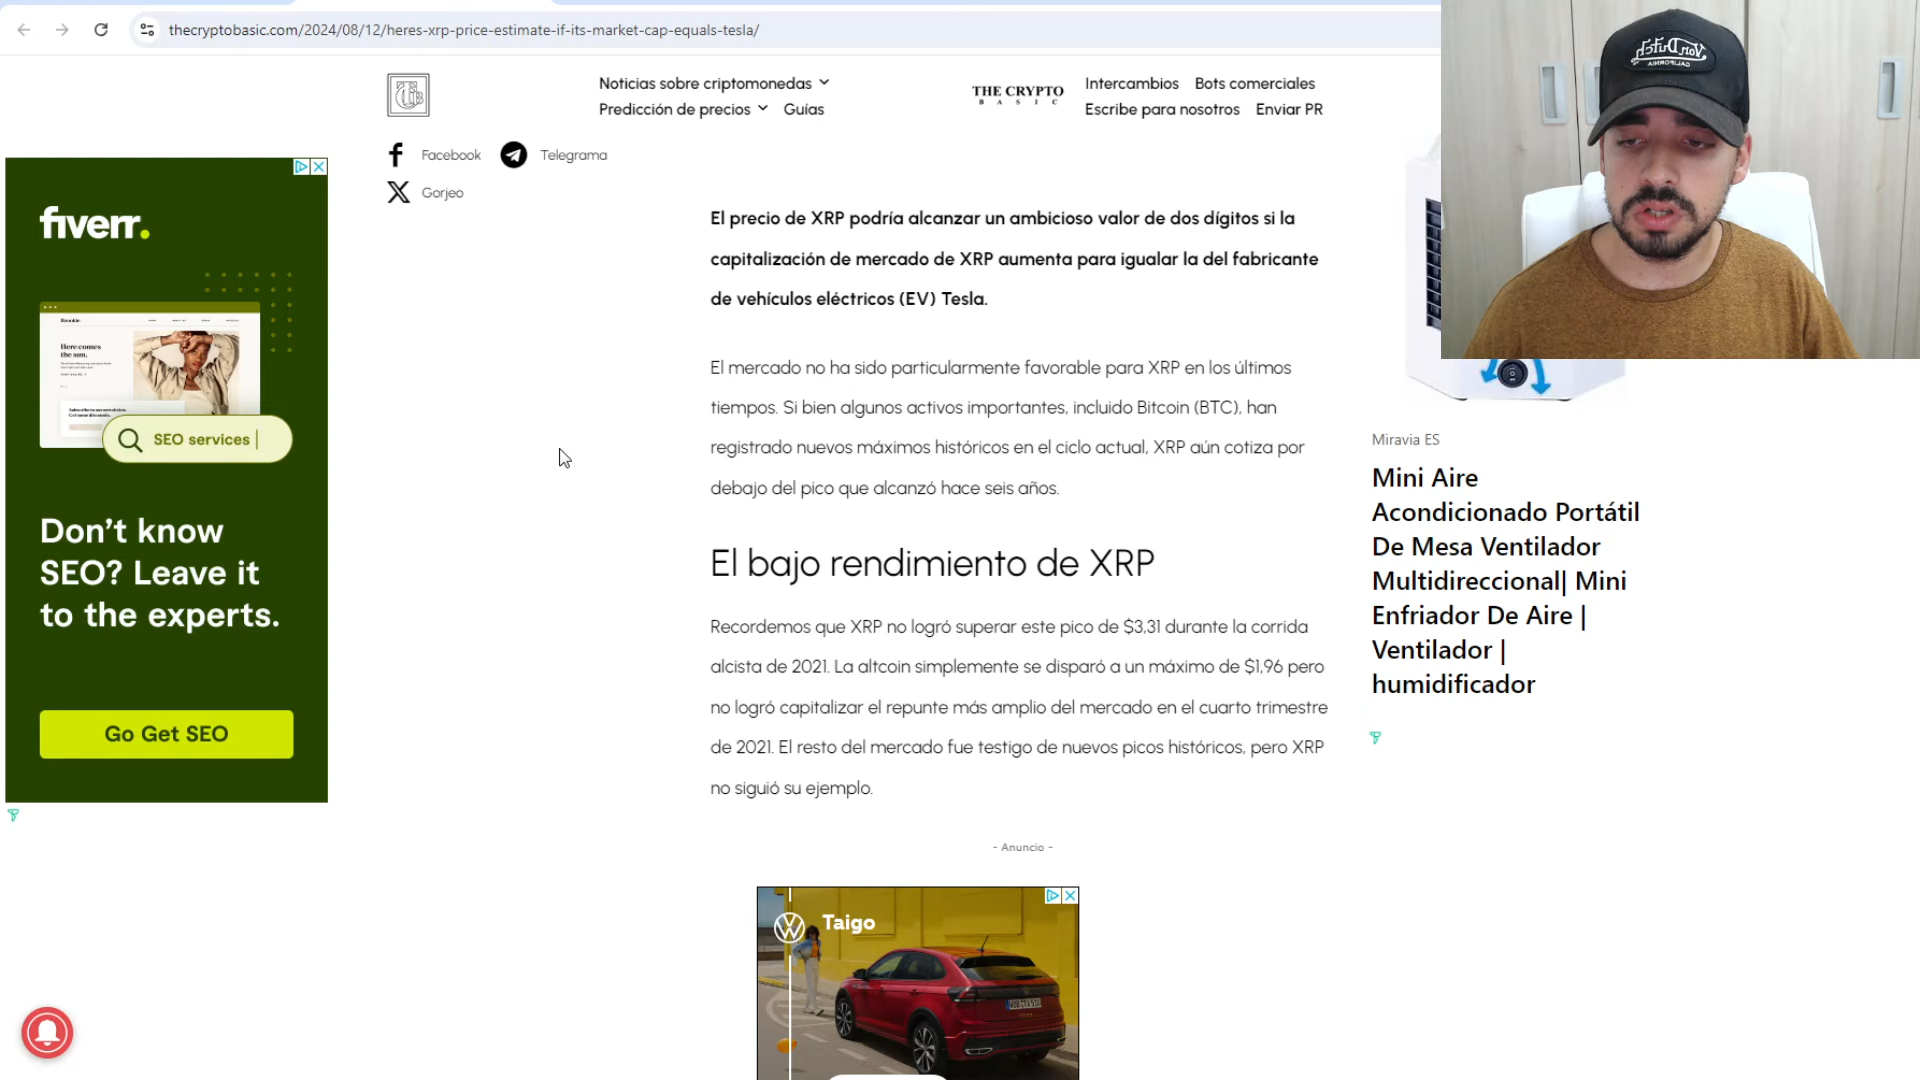 thecryptobasic.com/2024/08/12/heres-xrp-price-estimate-if-its-market-cap-equals-tesla/
Noticias sobre criptomonedas
Predicción de precios Guías
THE CRYPTO
BASIC
Intercambios Bots comerciales
Escribe para nosotros Enviar PR
Von Dutch
CALIFORNIA
Facebook Telegrama
Gorjeo
fiverr.
Here comes
the sun.
SEO services
Don't know
SEO? Leave it
to the experts.
Go Get SEO
El precio de XRP podría alcanzar un ambicioso valor de dos dígitos si la
capitalización de mercado de XRP aumenta para igualar la del fabricante
de vehículos eléctricos (EV) Tesla.
El mercado no ha sido particularmente favorable para XRP en los últimos
tiempos. Si bien algunos activos importantes, incluido Bitcoin (BTC), han
registrado nuevos máximos históricos en el ciclo actual, XRP aún cotiza por
debajo del pico que alcanzó hace seis años.
El bajo rendimiento de XRP
Recordemos que XRP no logró superar este pico de $3,31 durante la corrida
alcista de 2021. La altcoin simplemente se disparó a un máximo de $1,96 pero
no logró capitalizar el repunte más amplio del mercado en el cuarto trimestre
de 2021. El resto del mercado fue testigo de nuevos picos históricos, pero XRP
no siguió su ejemplo.
- Anuncio -
Taigo
Miravia ES
Mini Aire
Acondicionado Portátil
De Mesa Ventilador
Multidireccional| Mini
Enfriador De Aire |
Ventilador |
humidificador